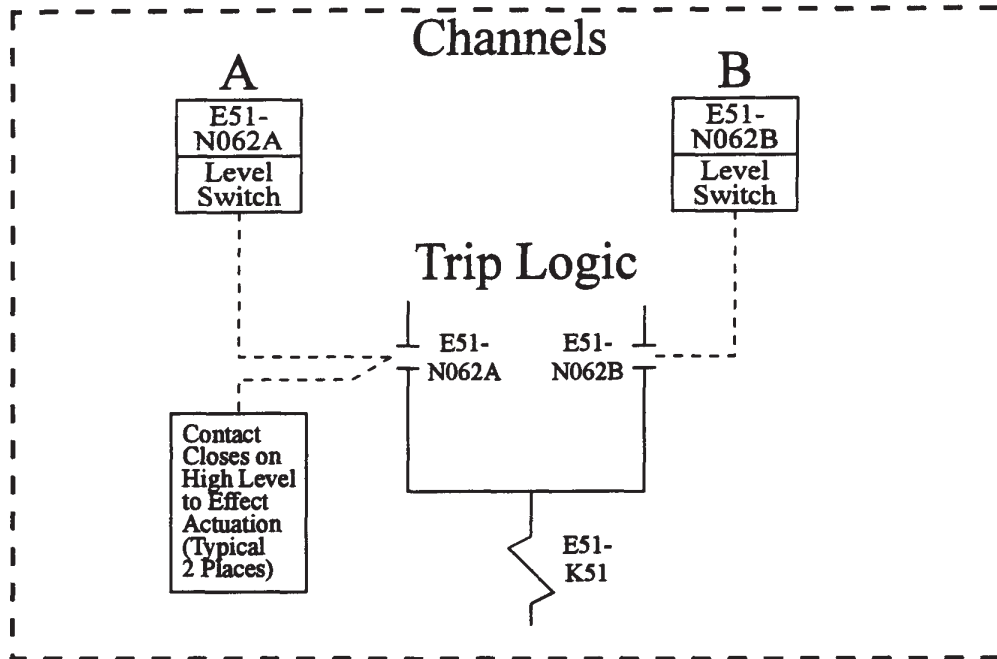 Channels
A
B
E51-
N062A
Level
Switch
E51-
N062B
Level
Switch
Trip Logic
E51-
N062A
E51-
N062B
Contact
Closes on
High Level
to Effect
Actuation
(Typical
2 Places)
E51-
K51